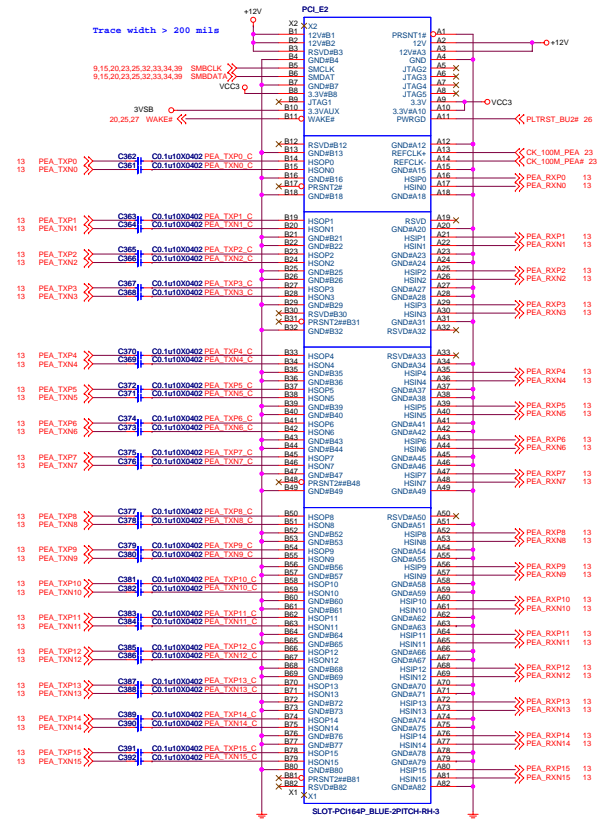 PCI_E2
Trace width > 200 mils
+12V
X2 X2
B1 12V#B1 PRSNT1# A1
B2 12V#B2 12V A2 +12V
B3 RSVD#B3 12V#A3 A3
B4 GND#B4 GND A4
9,15,20,23,25,32,33,34,39 SMBCLK B5 SMCLK JTAG2 A5
9,15,20,23,25,32,33,34,39 SMBDATA B6 SMDAT JTAG3 A6
B7 GND#B7 JTAG4 A7
VCC3 B8 3.3V#B8 JTAG5 A8
B9 JTAG1 3.3V A9 VCC3
3VSB B10 3.3VAUX 3.3V#A10 A10
20,25,27 WAKE# B11 WAKE# PWRGD A11 PLTRST_BU2# 26
B12 RSVD#B12 GND#A12 A12
B13 GND#B13 REFCLK+ A13 CK_100M_PEA 23
13 PEA_TXP0 C362 C0.1u10X0402 PEA_TXP0_C B14 HSOP0 REFCLK- A14 CK_100M_PEA# 23
13 PEA_TXN0 C361 C0.1u10X0402 PEA_TXN0_C B15 HSON0 GND#A15 A15
B16 GND#B16 HSIP0 A16 PEA_RXP0 13
B17 PRSNT2# HSIN0 A17 PEA_RXN0 13
B18 GND#B18 GND#A18 A18
13 PEA_TXP1 C363 C0.1u10X0402 PEA_TXP1_C B19 HSOP1 RSVD A19
13 PEA_TXN1 C364 C0.1u10X0402 PEA_TXN1_C B20 HSON1 GND#A20 A20
B21 GND#B21 HSIP1 A21 PEA_RXP1 13
B22 GND#B22 HSIN1 A22 PEA_RXN1 13
13 PEA_TXP2 C365 C0.1u10X0402 PEA_TXP2_C B23 HSOP2 GND#A23 A23
13 PEA_TXN2 C366 C0.1u10X0402 PEA_TXN2_C B24 HSON2 GND#A24 A24
B25 GND#B25 HSIP2 A25 PEA_RXP2 13
B26 GND#B26 HSIN2 A26 PEA_RXN2 13
13 PEA_TXP3 C367 C0.1u10X0402 PEA_TXP3_C B27 HSOP3 GND#A27 A27
13 PEA_TXN3 C368 C0.1u10X0402 PEA_TXN3_C B28 HSON3 GND#A28 A28
B29 GND#B29 HSIP3 A29 PEA_RXP3 13
B30 RSVD#B30 HSIN3 A30 PEA_RXN3 13
B31 PRSNT2##B31 GND#A31 A31
B32 GND#B32 RSVD#A32 A32
13 PEA_TXP4 C370 C0.1u10X0402 PEA_TXP4_C B33 HSOP4 RSVD#A33 A33
13 PEA_TXN4 C369 C0.1u10X0402 PEA_TXN4_C B34 HSON4 GND#A34 A34
B35 GND#B35 HSIP4 A35 PEA_RXP4 13
B36 GND#B36 HSIN4 A36 PEA_RXN4 13
13 PEA_TXP5 C372 C0.1u10X0402 PEA_TXP5_C B37 HSOP5 GND#A37 A37
13 PEA_TXN5 C371 C0.1u10X0402 PEA_TXN5_C B38 HSON5 GND#A38 A38
B39 GND#B39 HSIP5 A39 PEA_RXP5 13
B40 GND#B40 HSIN5 A40 PEA_RXN5 13
13 PEA_TXP6 C374 C0.1u10X0402 PEA_TXP6_C B41 HSOP6 GND#A41 A41
13 PEA_TXN6 C373 C0.1u10X0402 PEA_TXN6_C B42 HSON6 GND#A42 A42
B43 GND#B43 HSIP6 A43 PEA_RXP6 13
B44 GND#B44 HSIN6 A44 PEA_RXN6 13
13 PEA_TXP7 C375 C0.1u10X0402 PEA_TXP7_C B45 HSOP7 GND#A45 A45
13 PEA_TXN7 C376 C0.1u10X0402 PEA_TXN7_C B46 HSON7 GND#A46 A46
B47 GND#B47 HSIP7 A47 PEA_RXP7 13
B48 PRSNT2##B48 HSIN7 A48 PEA_RXN7 13
B49 GND#B49 GND#A49 A49
13 PEA_TXP8 C377 C0.1u10X0402 PEA_TXP8_C B50 HSOP8 RSVD#A50 A50
13 PEA_TXN8 C378 C0.1u10X0402 PEA_TXN8_C B51 HSON8 GND#A51 A51
B52 GND#B52 HSIP8 A52 PEA_RXP8 13
B53 GND#B53 HSIN8 A53 PEA_RXN8 13
13 PEA_TXP9 C379 C0.1u10X0402 PEA_TXP9_C B54 HSOP9 GND#A54 A54
13 PEA_TXN9 C380 C0.1u10X0402 PEA_TXN9_C B55 HSON9 GND#A55 A55
B56 GND#B56 HSIP9 A56 PEA_RXP9 13
B57 GND#B57 HSIN9 A57 PEA_RXN9 13
13 PEA_TXP10 C381 C0.1u10X0402 PEA_TXP10_C B58 HSOP10 GND#A58 A58
13 PEA_TXN10 C382 C0.1u10X0402 PEA_TXN10_C B59 HSON10 GND#A59 A59
B60 GND#B60 HSIP10 A60 PEA_RXP10 13
B61 GND#B61 HSIN10 A61 PEA_RXN10 13
13 PEA_TXP11 C383 C0.1u10X0402 PEA_TXP11_C B62 HSOP11 GND#A62 A62
13 PEA_TXN11 C384 C0.1u10X0402 PEA_TXN11_C B63 HSON11 GND#A63 A63
B64 GND#B64 HSIP11 A64 PEA_RXP11 13
B65 GND#B65 HSIN11 A65 PEA_RXN11 13
13 PEA_TXP12 C385 C0.1u10X0402 PEA_TXP12_C B66 HSOP12 GND#A66 A66
13 PEA_TXN12 C386 C0.1u10X0402 PEA_TXN12_C B67 HSON12 GND#A67 A67
B68 GND#B68 HSIP12 A68 PEA_RXP12 13
B69 GND#B69 HSIN12 A69 PEA_RXN12 13
13 PEA_TXP13 C387 C0.1u10X0402 PEA_TXP13_C B70 HSOP13 GND#A70 A70
13 PEA_TXN13 C388 C0.1u10X0402 PEA_TXN13_C B71 HSON13 GND#A71 A71
B72 GND#B72 HSIP13 A72 PEA_RXP13 13
B73 GND#B73 HSIN13 A73 PEA_RXN13 13
13 PEA_TXP14 C389 C0.1u10X0402 PEA_TXP14_C B74 HSOP14 GND#A74 A74
13 PEA_TXN14 C390 C0.1u10X0402 PEA_TXN14_C B75 HSON14 GND#A75 A75
B76 GND#B76 HSIP14 A76 PEA_RXP14 13
B77 GND#B77 HSIN14 A77 PEA_RXN14 13
13 PEA_TXP15 C391 C0.1u10X0402 PEA_TXP15_C B78 HSOP15 GND#A78 A78
13 PEA_TXN15 C392 C0.1u10X0402 PEA_TXN15_C B79 HSON15 GND#A79 A79
B80 GND#B80 HSIP15 A80 PEA_RXP15 13
B81 PRSNT2##B81 HSIN15 A81 PEA_RXN15 13
B82 RSVD#B82 GND#A82 A82
X1 X1
SLOT-PCI164P_BLUE-2PITCH-RH-3